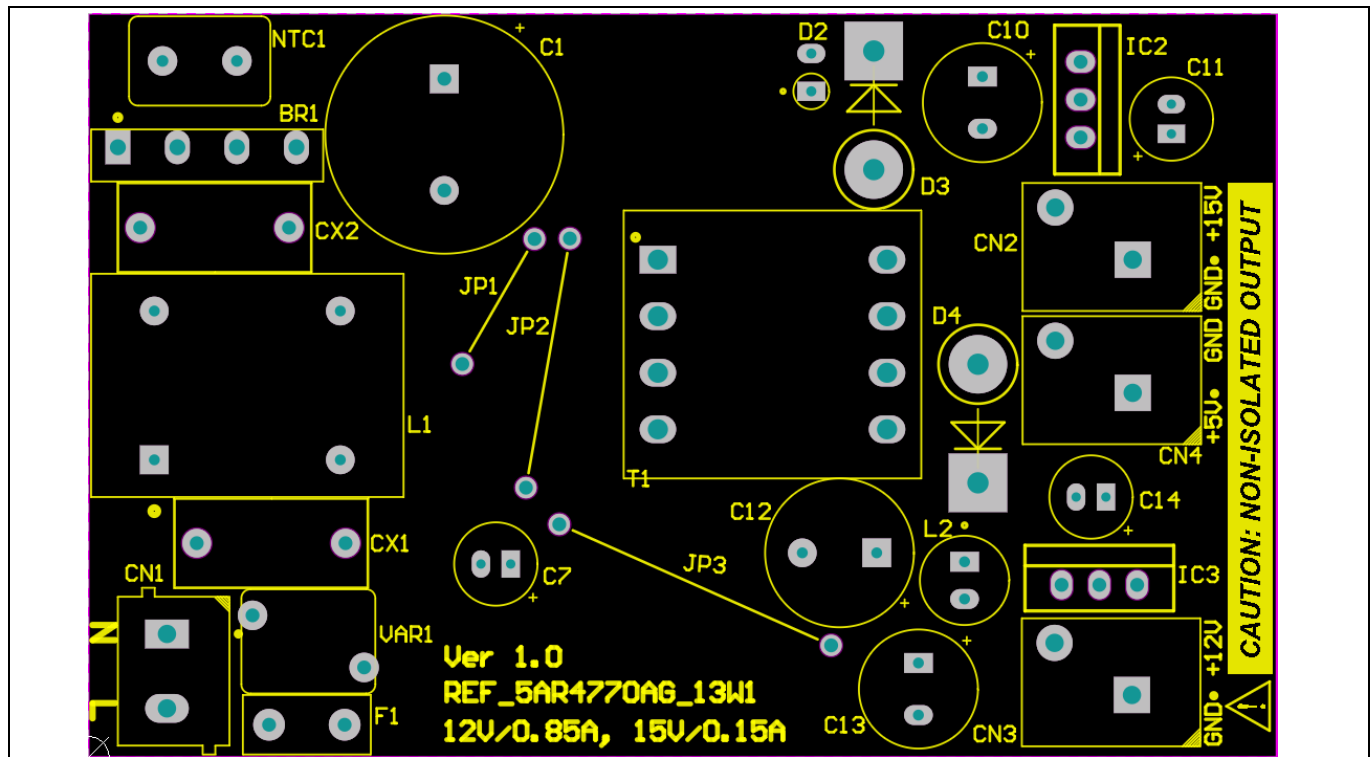 NTC1
C1
D2
C10
IC2
C11
BR1
D3
CX2
CN2
+15V
GND
JP1
JP2
D4
GND
+5V
L1
T1
CN4
C12
C14
L2
CX1
CN1
C7
JP3
IC3
N
L
VAR1
F1
C13
CN3
+12V
GND
Ver 1.0
REF_5AR4770AG_13W1
12V/0.85A, 15V/0.15A
CAUTION: NON-ISOLATED OUTPUT